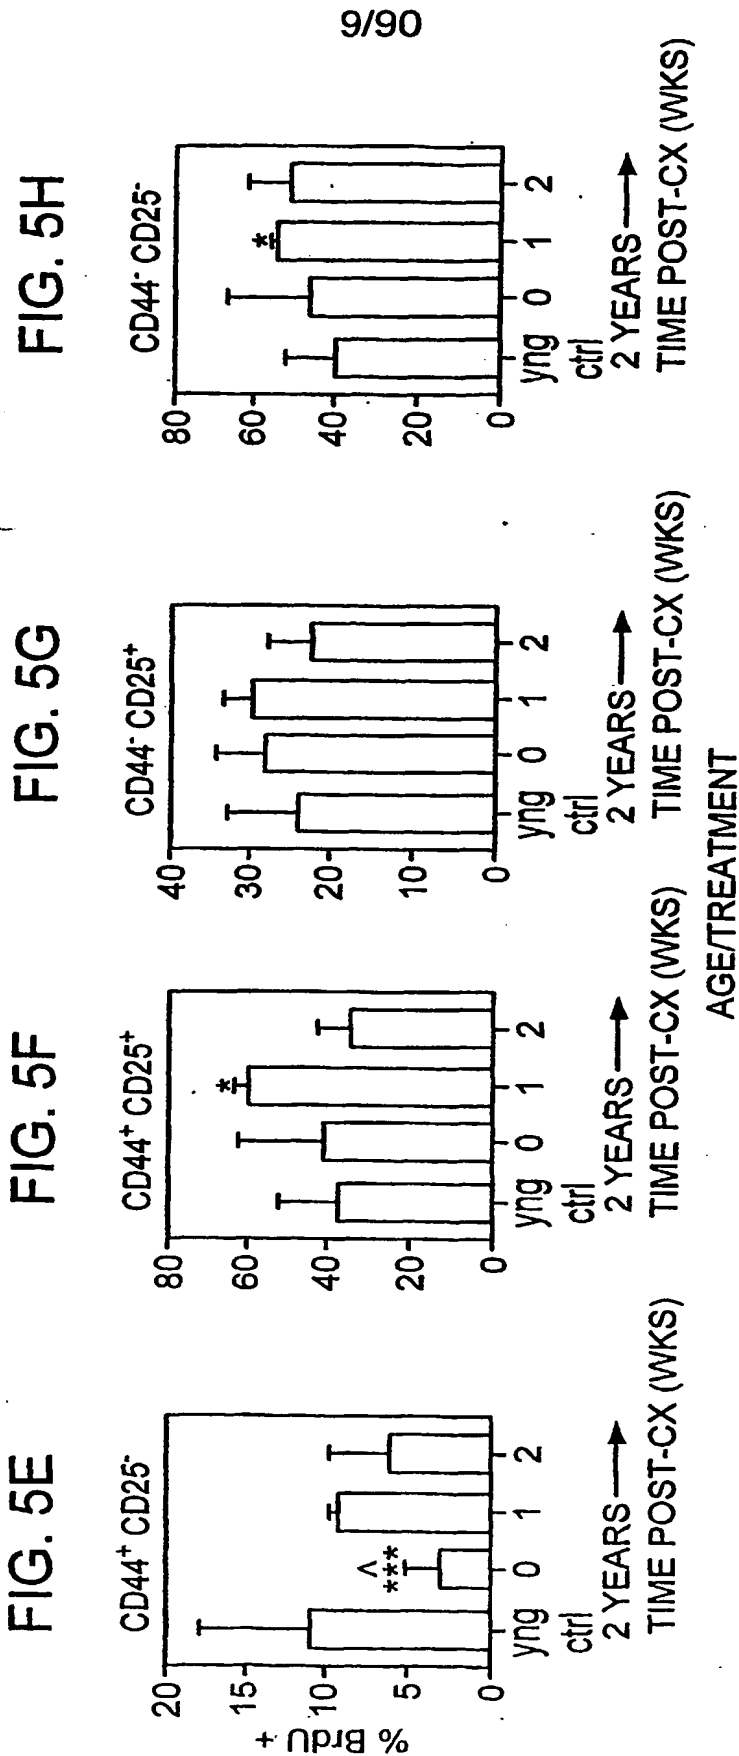 9/90
FIG. 5E
CD44+ CD25-
% BrdU +
20
15
10
5
0
^
***
yng
ctrl
0
1
2
2 YEARS
TIME POST-CX (WKS)
FIG. 5F
CD44+ CD25+
80
60
40
20
0
*
yng
ctrl
0
1
2
2 YEARS
TIME POST-CX (WKS)
FIG. 5G
CD44- CD25+
40
30
20
10
0
yng
ctrl
0
1
2
2 YEARS
TIME POST-CX (WKS)
FIG. 5H
CD44- CD25-
80
60
40
20
0
*
yng
ctrl
0
1
2
2 YEARS
TIME POST-CX (WKS)
AGE/TREATMENT